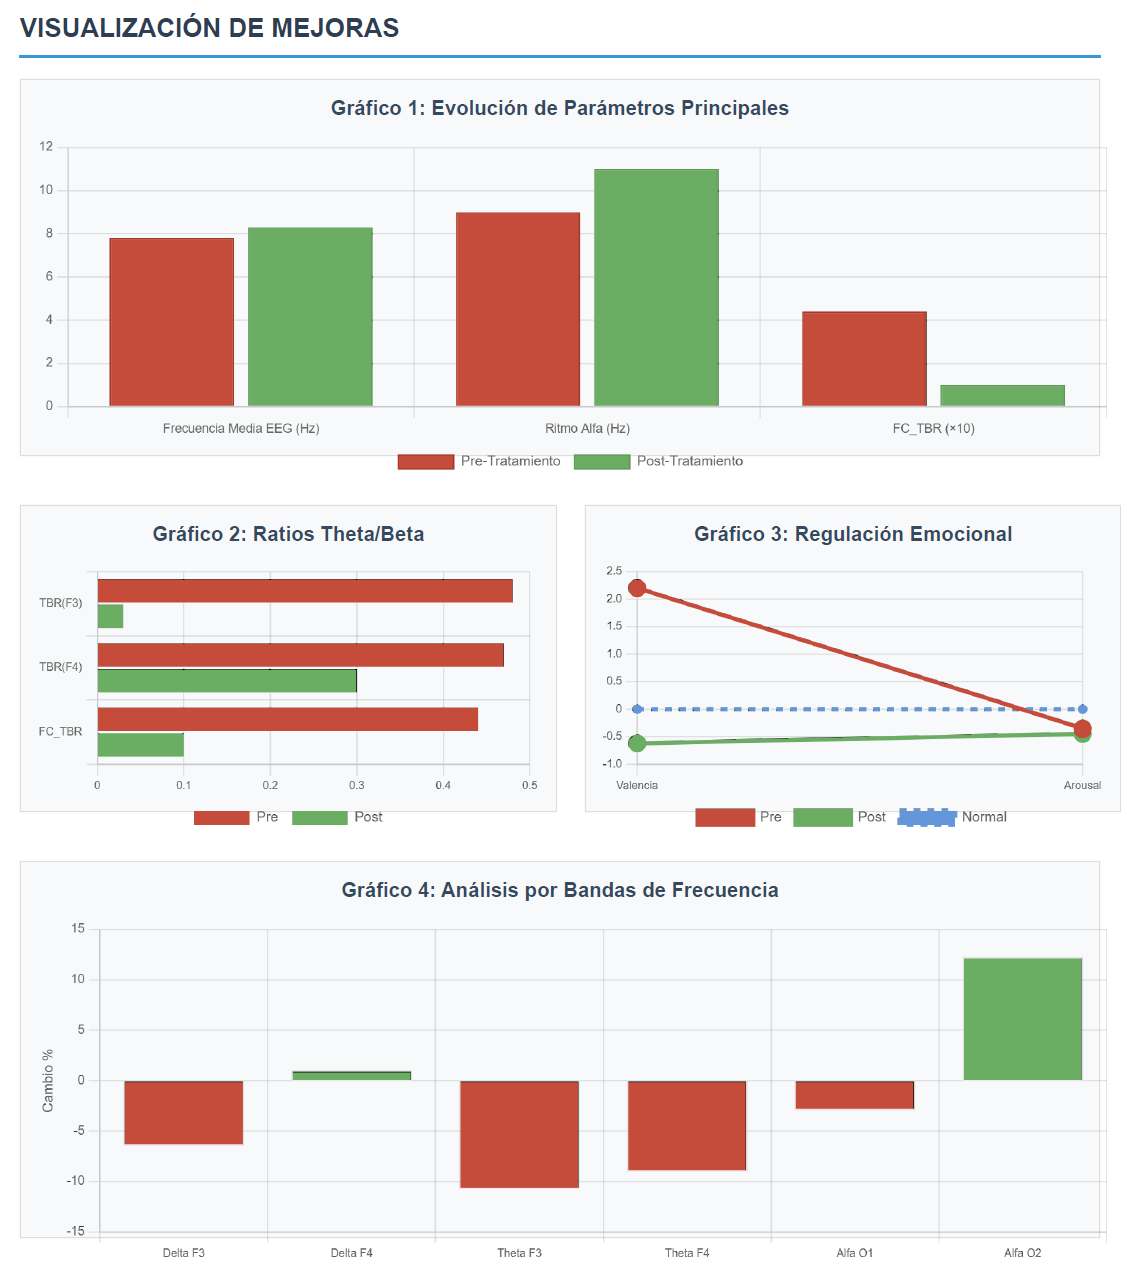 VISUALIZACIÓN DE MEJORAS
Gráfico 1: Evolución de Parámetros Principales
12
10
8
6
4
2
0
Frecuencia Media EEG (Hz)
Ritmo Alfa (Hz)
FC_TBR (×10)
Pre-Tratamiento
Post-Tratamiento
Gráfico 2: Ratios Theta/Beta
TBR(F3)
TBR(F4)
FC_TBR
0 0.1 0.2 0.3 0.4 0.5
Pre Post
Gráfico 3: Regulación Emocional
2.5
2.0
1.5
1.0
0.5
0
-0.5
-1.0
Valencia Arousal
Pre Post Normal
Gráfico 4: Análisis por Bandas de Frecuencia
Cambio %
15
10
5
0
-5
-10
-15
Delta F3 Delta F4 Theta F3 Theta F4 Alfa O1 Alfa O2